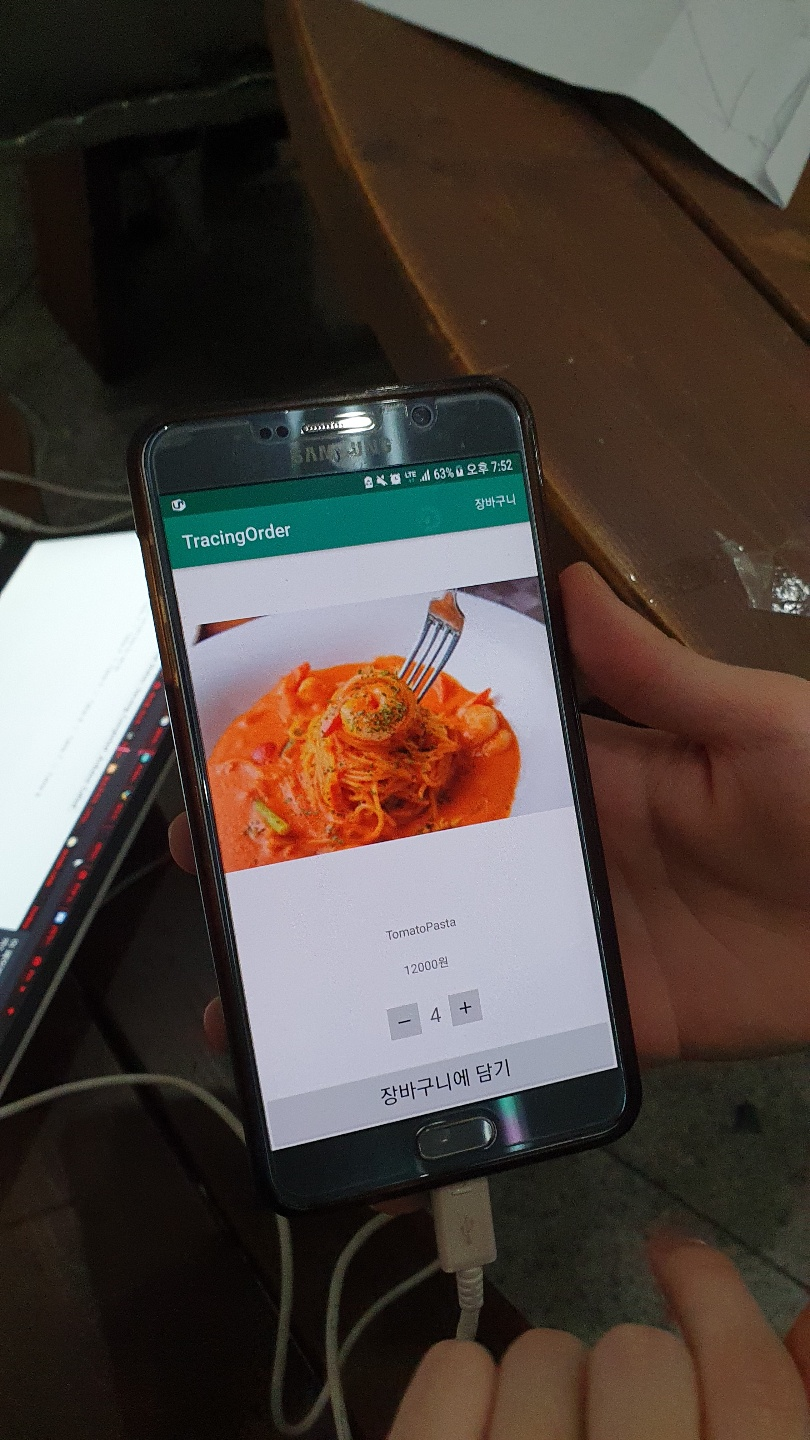 SAMSUNG
LTE 63% 오후 7:52
TracingOrder 장바구니
TomatoPasta
12000원
− 4 +
장바구니에 담기